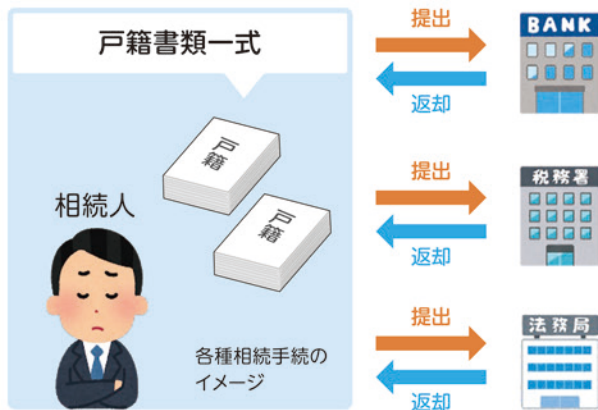 戸籍書類一式
戸籍
戸籍
相続人
各種相続手続の
イメージ
提出
BANK
返却
提出
税務署
返却
提出
法務局
返却